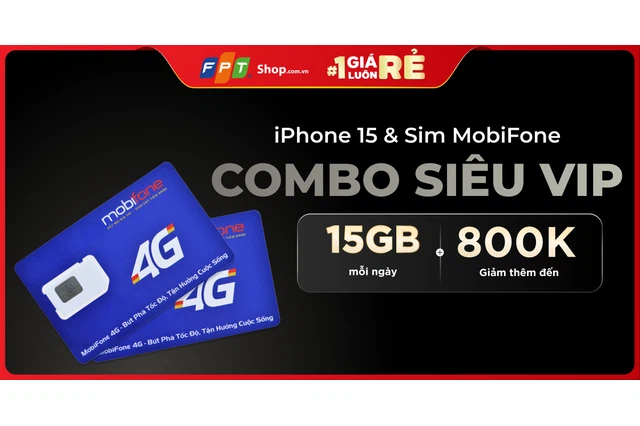 FPT Shop.com.vn
#1 GIÁ LUÔN RẺ
iPhone 15 & Sim MobiFone
COMBO SIÊU VIP
15GB
mỗi ngày
+
800K
Giảm thêm đến
mobifone
4G
MobiFone 4G - Bứt Phá Tốc Độ, Tận Hưởng Cuộc Sống
fone
4G
MobiFone 4G - Bứt Phá Tốc Độ, Tận Hưởng Cuộc Sống